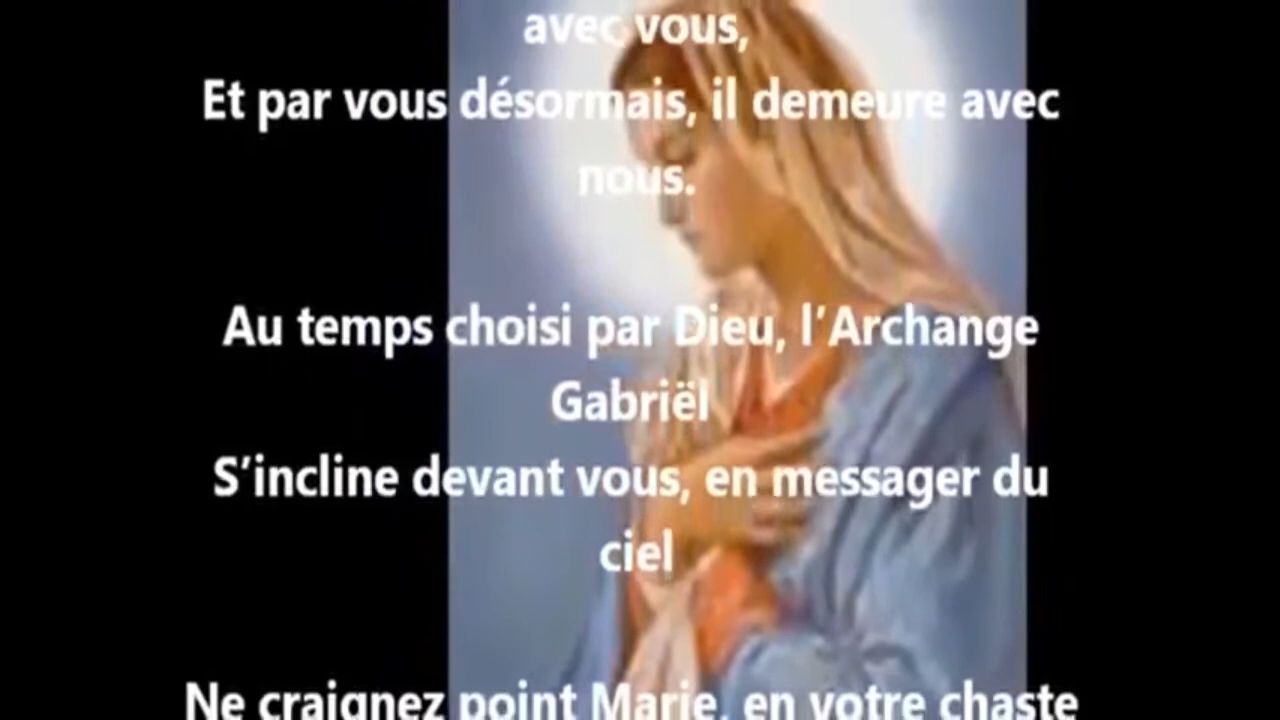 avec vous,
Et par vous désormais, il demeure avec
nous.
Au temps choisi par Dieu, l’Archange
Gabriël
S’incline devant vous, en messager du
ciel
Ne craignez point Marie, en votre chaste